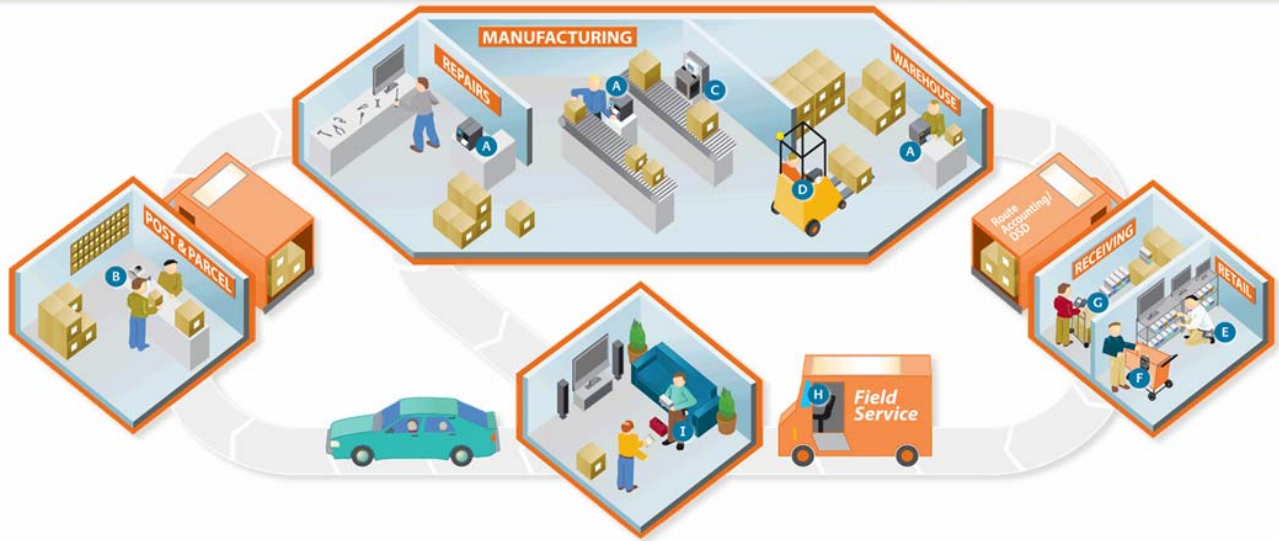 MANUFACTURING
REPAIRS
WAREHOUSE
A
C
A
A
D
Route
Accounting/
DSD
POST & PARCEL
B
RECEIVING
RETAIL
G
E
F
H
Field
Service
I